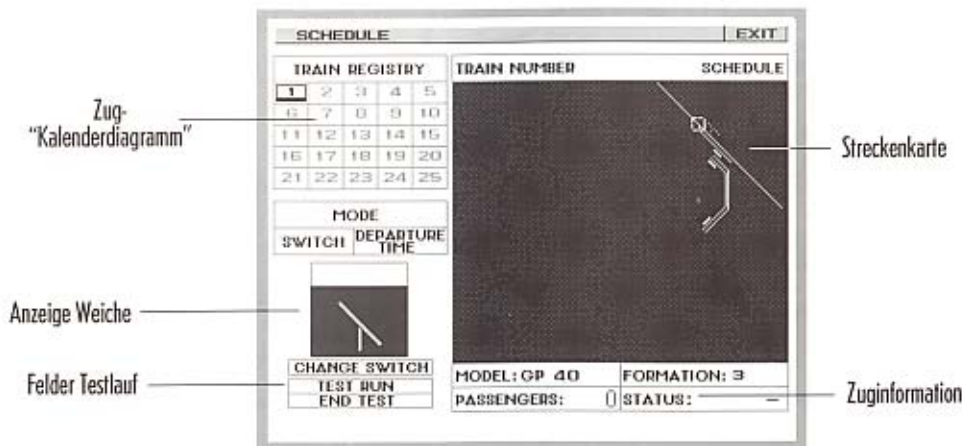 SCHEDULE EXIT
TRAIN REGISTRY
1 2 3 4 5
6 7 8 9 10
11 12 13 14 15
16 17 18 19 20
21 22 23 24 25
MODE
SWITCH DEPARTURE TIME
CHANGE SWITCH
TEST RUN
END TEST
TRAIN NUMBER SCHEDULE
MODEL: GP 40 FORMATION: 3
PASSENGERS: 0 STATUS: –
Zug-
"Kalenderdiagramm"
Anzeige Weiche
Felder Testlauf
Streckenkarte
Zuginformation